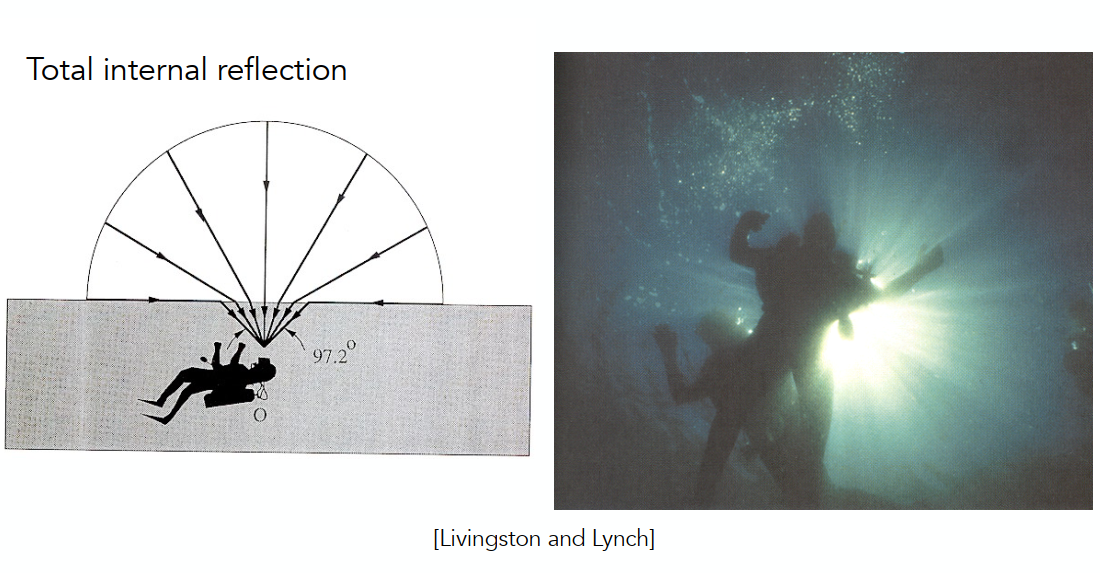 Total internal reflection
97.2°
O
[Livingston and Lynch]